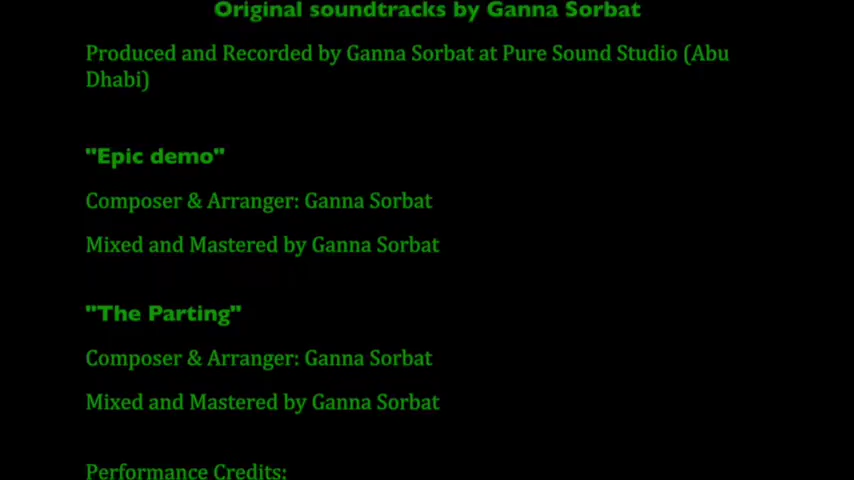 Original soundtracks by Ganna Sorbat
Produced and Recorded by Ganna Sorbat at Pure Sound Studio (Abu
Dhabi)
"Epic demo"
Composer & Arranger: Ganna Sorbat
Mixed and Mastered by Ganna Sorbat
"The Parting"
Composer & Arranger: Ganna Sorbat
Mixed and Mastered by Ganna Sorbat
Performance Credits: